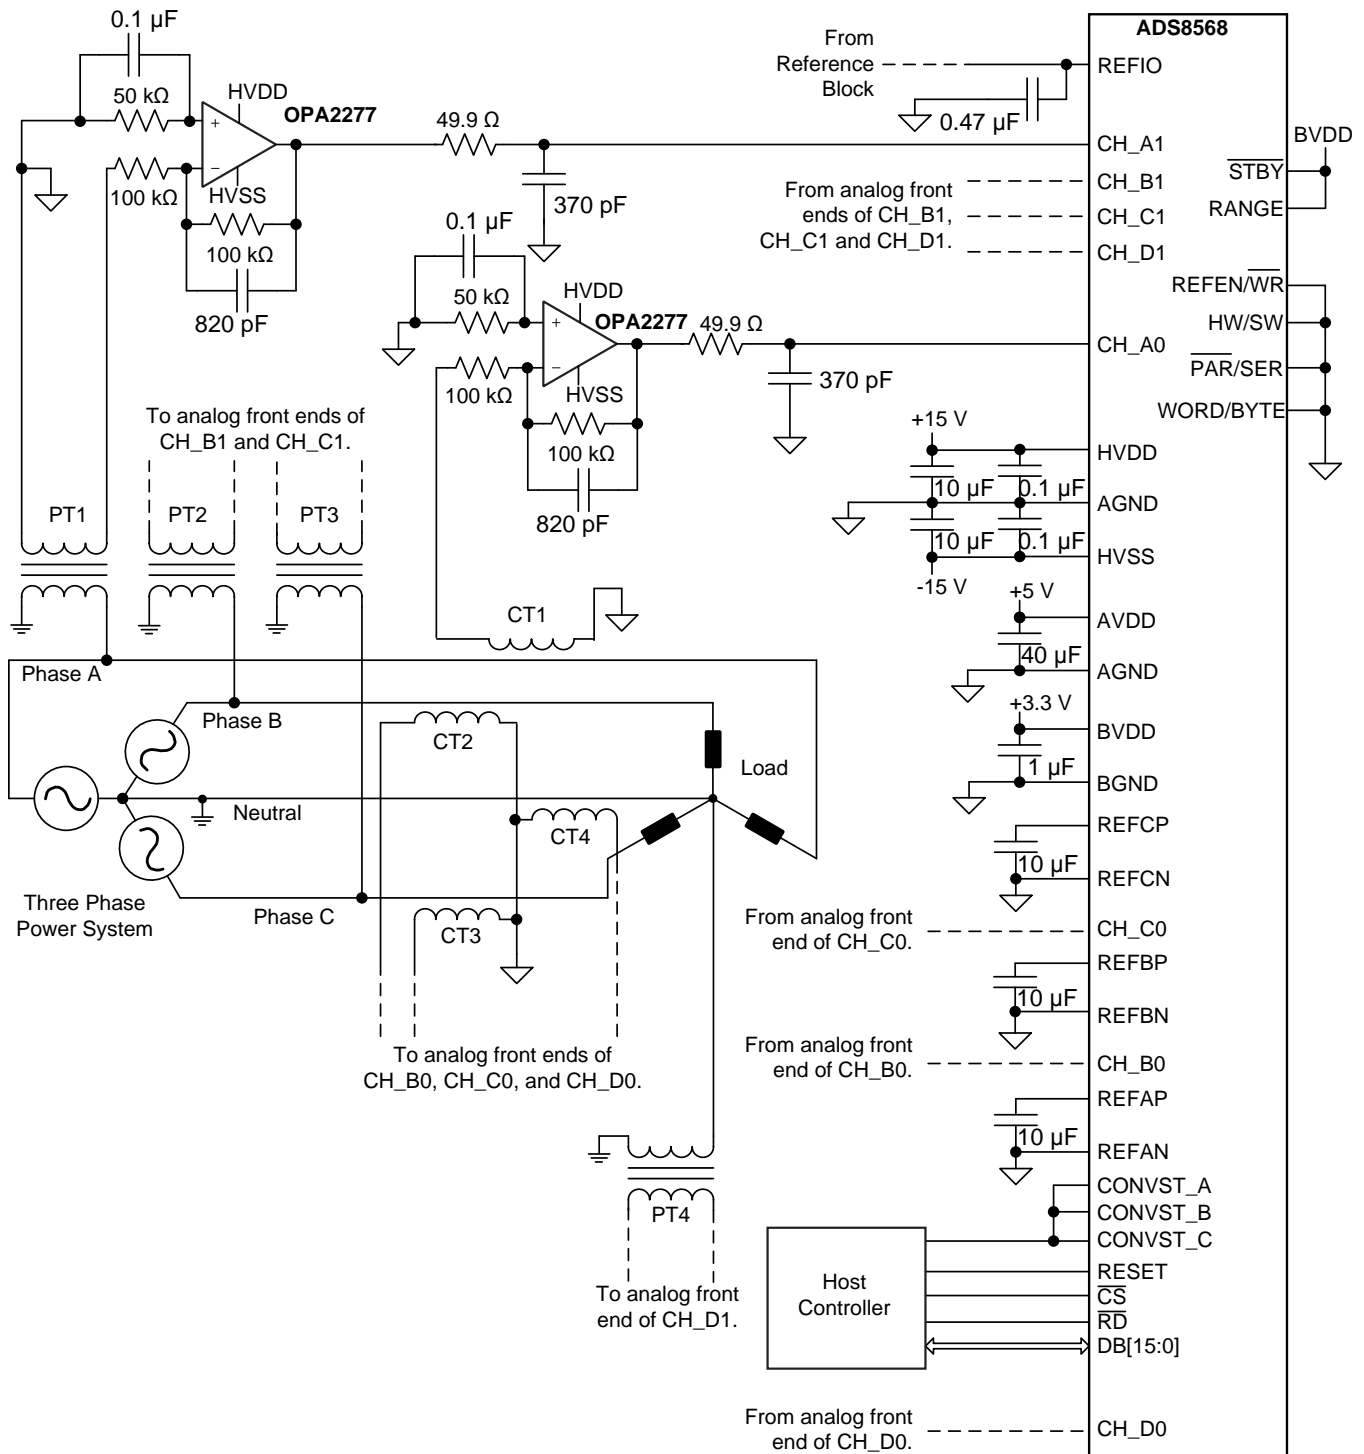 0.1 µF
50 kΩ
HVDD
OPA2277
49.9 Ω
+
−
100 kΩ
HVSS
370 pF
100 kΩ
820 pF
0.1 µF
50 kΩ
HVDD
OPA2277
49.9 Ω
+
−
100 kΩ
HVSS
370 pF
100 kΩ
820 pF
To analog front ends of
CH_B1 and CH_C1.
PT1
PT2
PT3
CT1
Phase A
Phase B
CT2
Load
Neutral
CT4
Three Phase
Power System
Phase C
CT3
To analog front ends of
CH_B0, CH_C0, and CH_D0.
PT4
To analog front
end of CH_D1.
Host
Controller
From
Reference
Block
0.47 µF
From analog front
ends of CH_B1,
CH_C1 and CH_D1.
+15 V
10 µF
0.1 µF
10 µF
0.1 µF
-15 V
+5 V
40 µF
+3.3 V
1 µF
10 µF
From analog front
end of CH_C0.
10 µF
From analog front
end of CH_B0.
10 µF
From analog front
end of CH_D0.
ADS8568
REFIO
CH_A1
CH_B1
CH_C1
CH_D1
CH_A0
HVDD
AGND
HVSS
AVDD
AGND
BVDD
BGND
REFCP
REFCN
CH_C0
REFBP
REFBN
CH_B0
REFAP
REFAN
CONVST_A
CONVST_B
CONVST_C
RESET
CS
RD
DB[15:0]
CH_D0
BVDD
STBY
RANGE
REFEN/WR
HW/SW
PAR/SER
WORD/BYTE